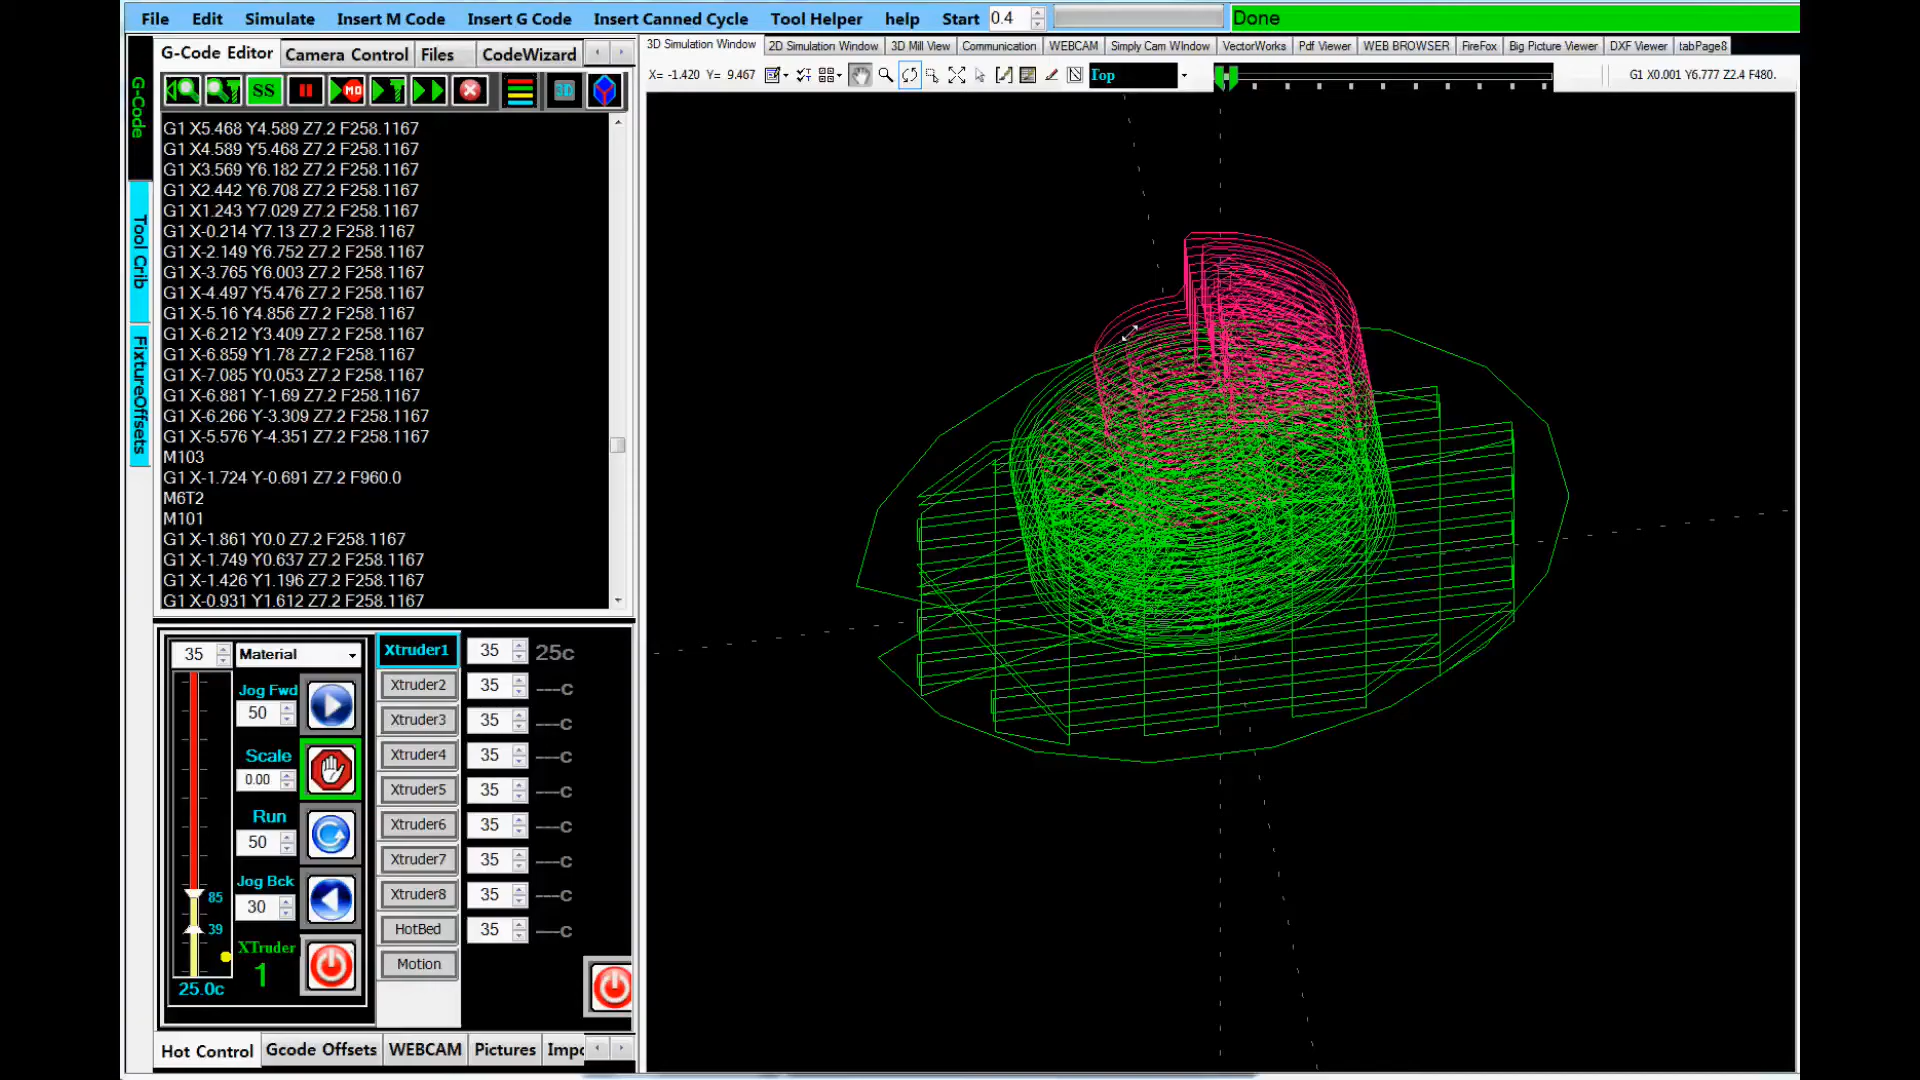 File Edit Simulate Insert M Code Insert G Code Insert Canned Cycle Tool Helper help Start 0.4 Done
G-Code Editor Camera Control Files CodeWizard
3D Simulation Window 2D Simulation Window 3D Mill View Communication WEBCAM Simply Cam Window VectorWorks Pdf Viewer WEB BROWSER FireFox Big Picture Viewer DXF Viewer tabPage8
X= -1.420 Y= 9.467 Top G1 X0.001 Y6.777 Z2.4 F480.
SS MO 3D
G-Code
Tool Crib
FixtureOffsets
G1 X5.468 Y4.589 Z7.2 F258.1167
G1 X4.589 Y5.468 Z7.2 F258.1167
G1 X3.569 Y6.182 Z7.2 F258.1167
G1 X2.442 Y6.708 Z7.2 F258.1167
G1 X1.243 Y7.029 Z7.2 F258.1167
G1 X-0.214 Y7.13 Z7.2 F258.1167
G1 X-2.149 Y6.752 Z7.2 F258.1167
G1 X-3.765 Y6.003 Z7.2 F258.1167
G1 X-4.497 Y5.476 Z7.2 F258.1167
G1 X-5.16 Y4.856 Z7.2 F258.1167
G1 X-6.212 Y3.409 Z7.2 F258.1167
G1 X-6.859 Y1.78 Z7.2 F258.1167
G1 X-7.085 Y0.053 Z7.2 F258.1167
G1 X-6.881 Y-1.69 Z7.2 F258.1167
G1 X-6.266 Y-3.309 Z7.2 F258.1167
G1 X-5.576 Y-4.351 Z7.2 F258.1167
M103
G1 X-1.724 Y-0.691 Z7.2 F960.0
M6T2
M101
G1 X-1.861 Y0.0 Z7.2 F258.1167
G1 X-1.749 Y0.637 Z7.2 F258.1167
G1 X-1.426 Y1.196 Z7.2 F258.1167
G1 X-0.931 Y1.612 Z7.2 F258.1167
35 Material
Jog Fwd
50
Scale
0.00
Run
50
Jog Bck
30
XTruder
1
85
39
25.0c
Xtruder1 35 25c
Xtruder2 35 ---c
Xtruder3 35 ---c
Xtruder4 35 ---c
Xtruder5 35 ---c
Xtruder6 35 ---c
Xtruder7 35 ---c
Xtruder8 35 ---c
HotBed 35 ---c
Motion
Hot Control Gcode Offsets WEBCAM Pictures Impo